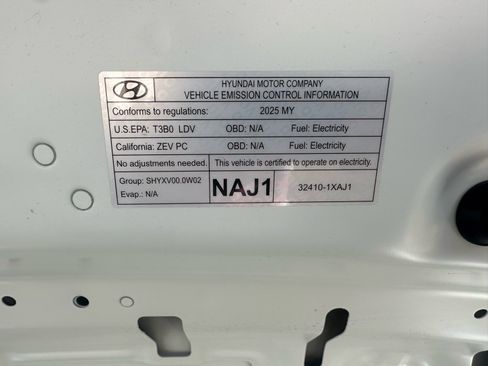 HYUNDAI MOTOR COMPANY
VEHICLE EMISSION CONTROL INFORMATION
Conforms to regulations: 2025 MY
U.S.EPA: T3B0 LDV OBD: N/A Fuel: Electricity
California: ZEV PC OBD: N/A Fuel: Electricity
No adjustments needed. This vehicle is certified to operate on electricity.
Group: SHYXV00.0W02 NAJ1 32410-1XAJ1
Evap.: N/A